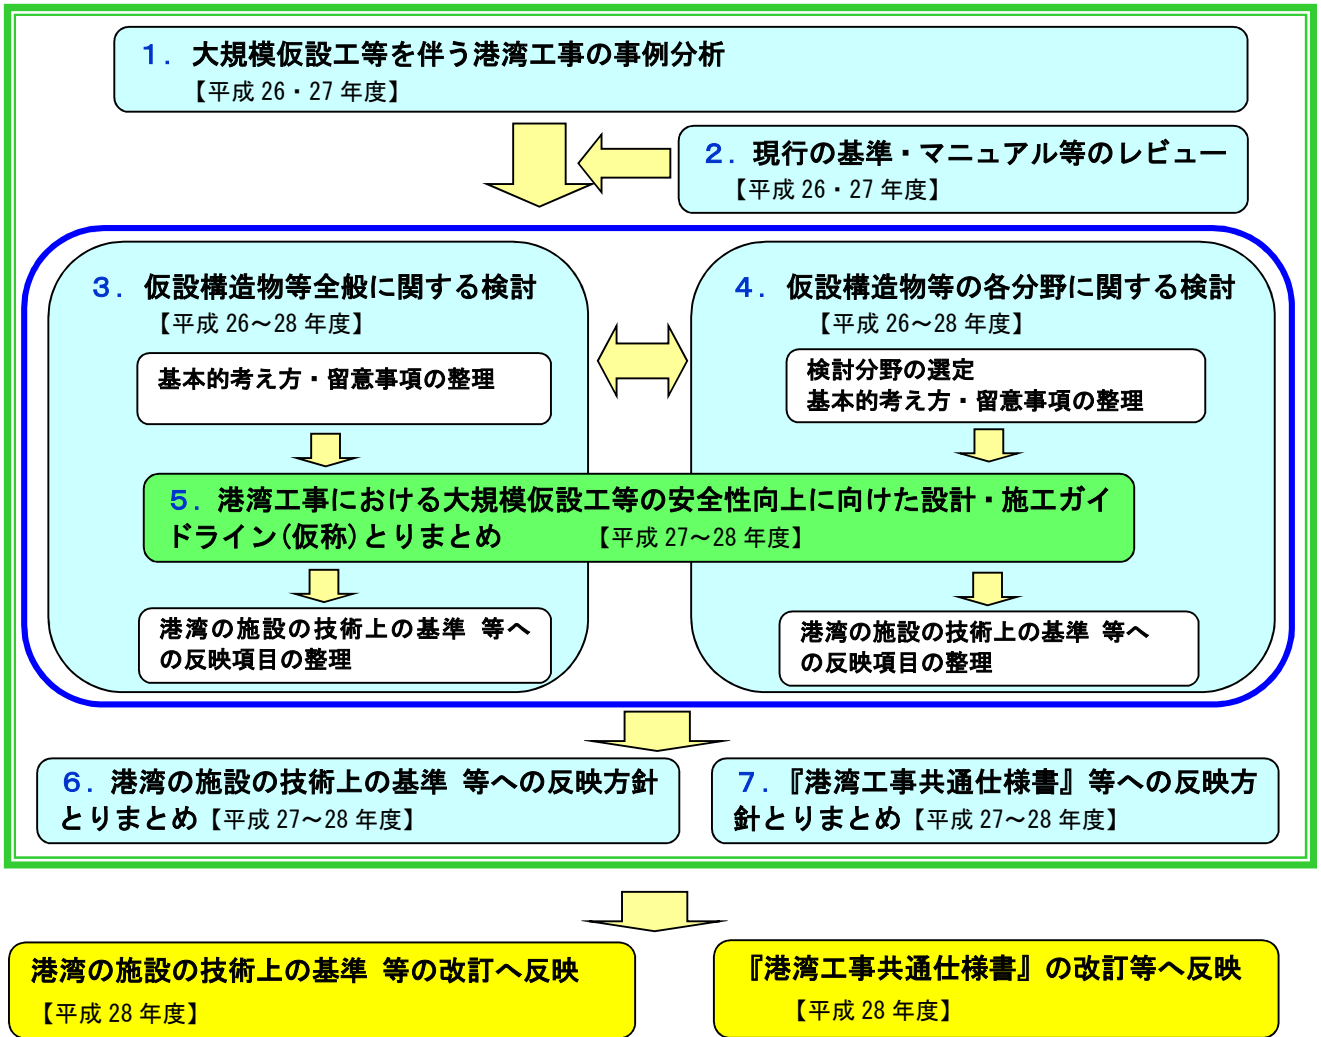 １．大規模仮設工等を伴う港湾工事の事例分析
【平成 26・27 年度】
２．現行の基準・マニュアル等のレビュー
【平成 26・27 年度】
３．仮設構造物等全般に関する検討
【平成 26～28 年度】
基本的考え方・留意事項の整理
４．仮設構造物等の各分野に関する検討
【平成 26～28 年度】
検討分野の選定
基本的考え方・留意事項の整理
５．港湾工事における大規模仮設工等の安全性向上に向けた設計・施工ガイ
ドライン(仮称)とりまとめ 【平成 27～28 年度】
港湾の施設の技術上の基準 等へ
の反映項目の整理
港湾の施設の技術上の基準 等へ
の反映項目の整理
６．港湾の施設の技術上の基準 等への反映方針
とりまとめ【平成 27～28 年度】
７．『港湾工事共通仕様書』等への反映方
針とりまとめ【平成 27～28 年度】
港湾の施設の技術上の基準 等の改訂へ反映
【平成 28 年度】
『港湾工事共通仕様書』の改訂等へ反映
【平成 28 年度】